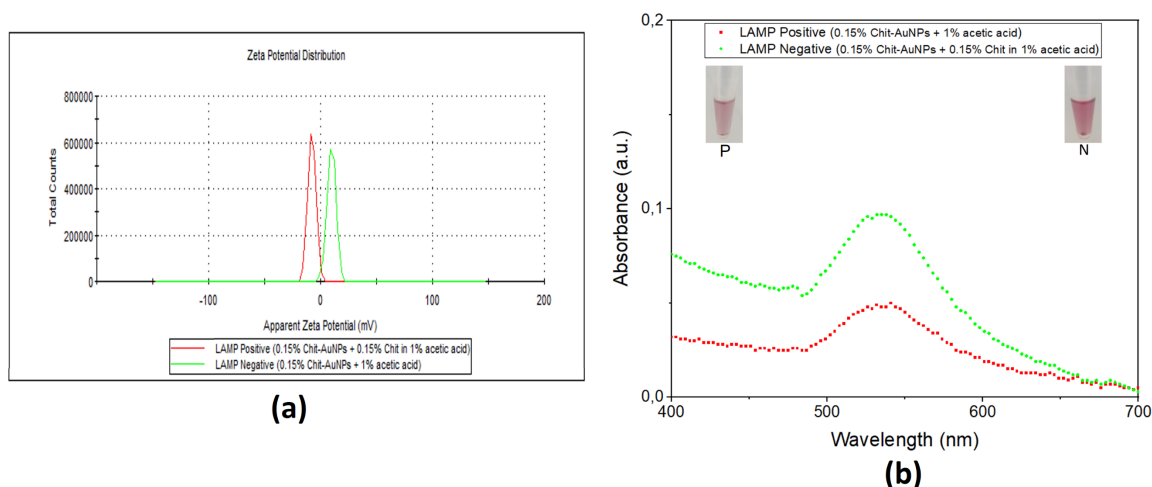 Zeta Potential Distribution
800000
600000
400000
200000
0
Total Counts
-100
0
100
200
Apparent Zeta Potential (mV)
LAMP Positive (0.15% Chit-AuNPs + 0.15% Chit in 1% acetic acid)
LAMP Negative (0.15% Chit-AuNPs + 1% acetic acid)
(a)
0,2
LAMP Positive (0.15% Chit-AuNPs + 1% acetic acid)
LAMP Negative (0.15% Chit-AuNPs + 0.15% Chit in 1% acetic acid)
P
N
0,1
Absorbance (a.u.)
0,0
400
500
600
700
Wavelength (nm)
(b)